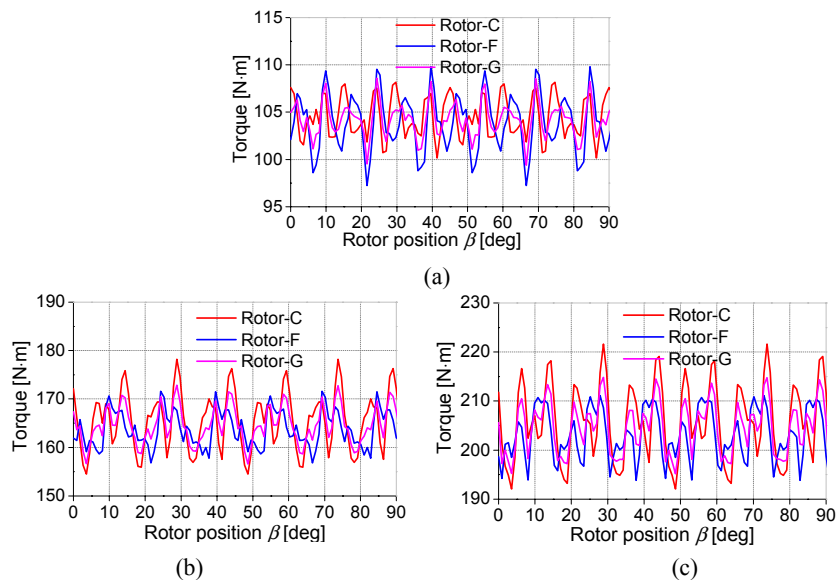 115
110
105
100
95
Torque [N·m]
Rotor-C
Rotor-F
Rotor-G
0 10 20 30 40 50 60 70 80 90
Rotor position β [deg]
(a)
190
180
170
160
150
Torque [N·m]
Rotor-C
Rotor-F
Rotor-G
0 10 20 30 40 50 60 70 80 90
Rotor position β [deg]
(b)
230
220
210
200
190
Torque [N·m]
Rotor-C
Rotor-F
Rotor-G
0 10 20 30 40 50 60 70 80 90
Rotor position β [deg]
(c)